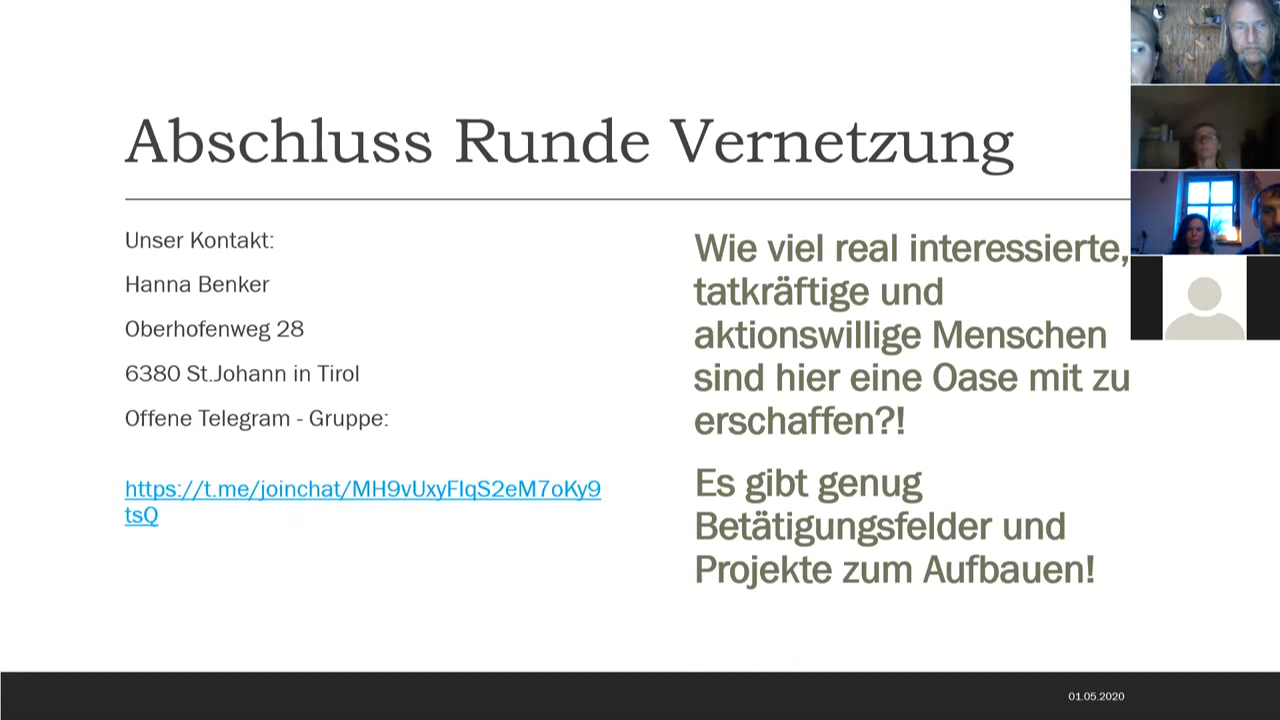 Abschluss Runde Vernetzung
Unser Kontakt:
Hanna Benker
Oberhofenweg 28
6380 St.Johann in Tirol
Offene Telegram - Gruppe:
https://t.me/joinchat/MH9vUxyFIqS2eM7oKy9
tsQ
Wie viel real interessierte,
tatkräftige und
aktionswillige Menschen
sind hier eine Oase mit zu
erschaffen?!
Es gibt genug
Betätigungsfelder und
Projekte zum Aufbauen!
01.05.2020